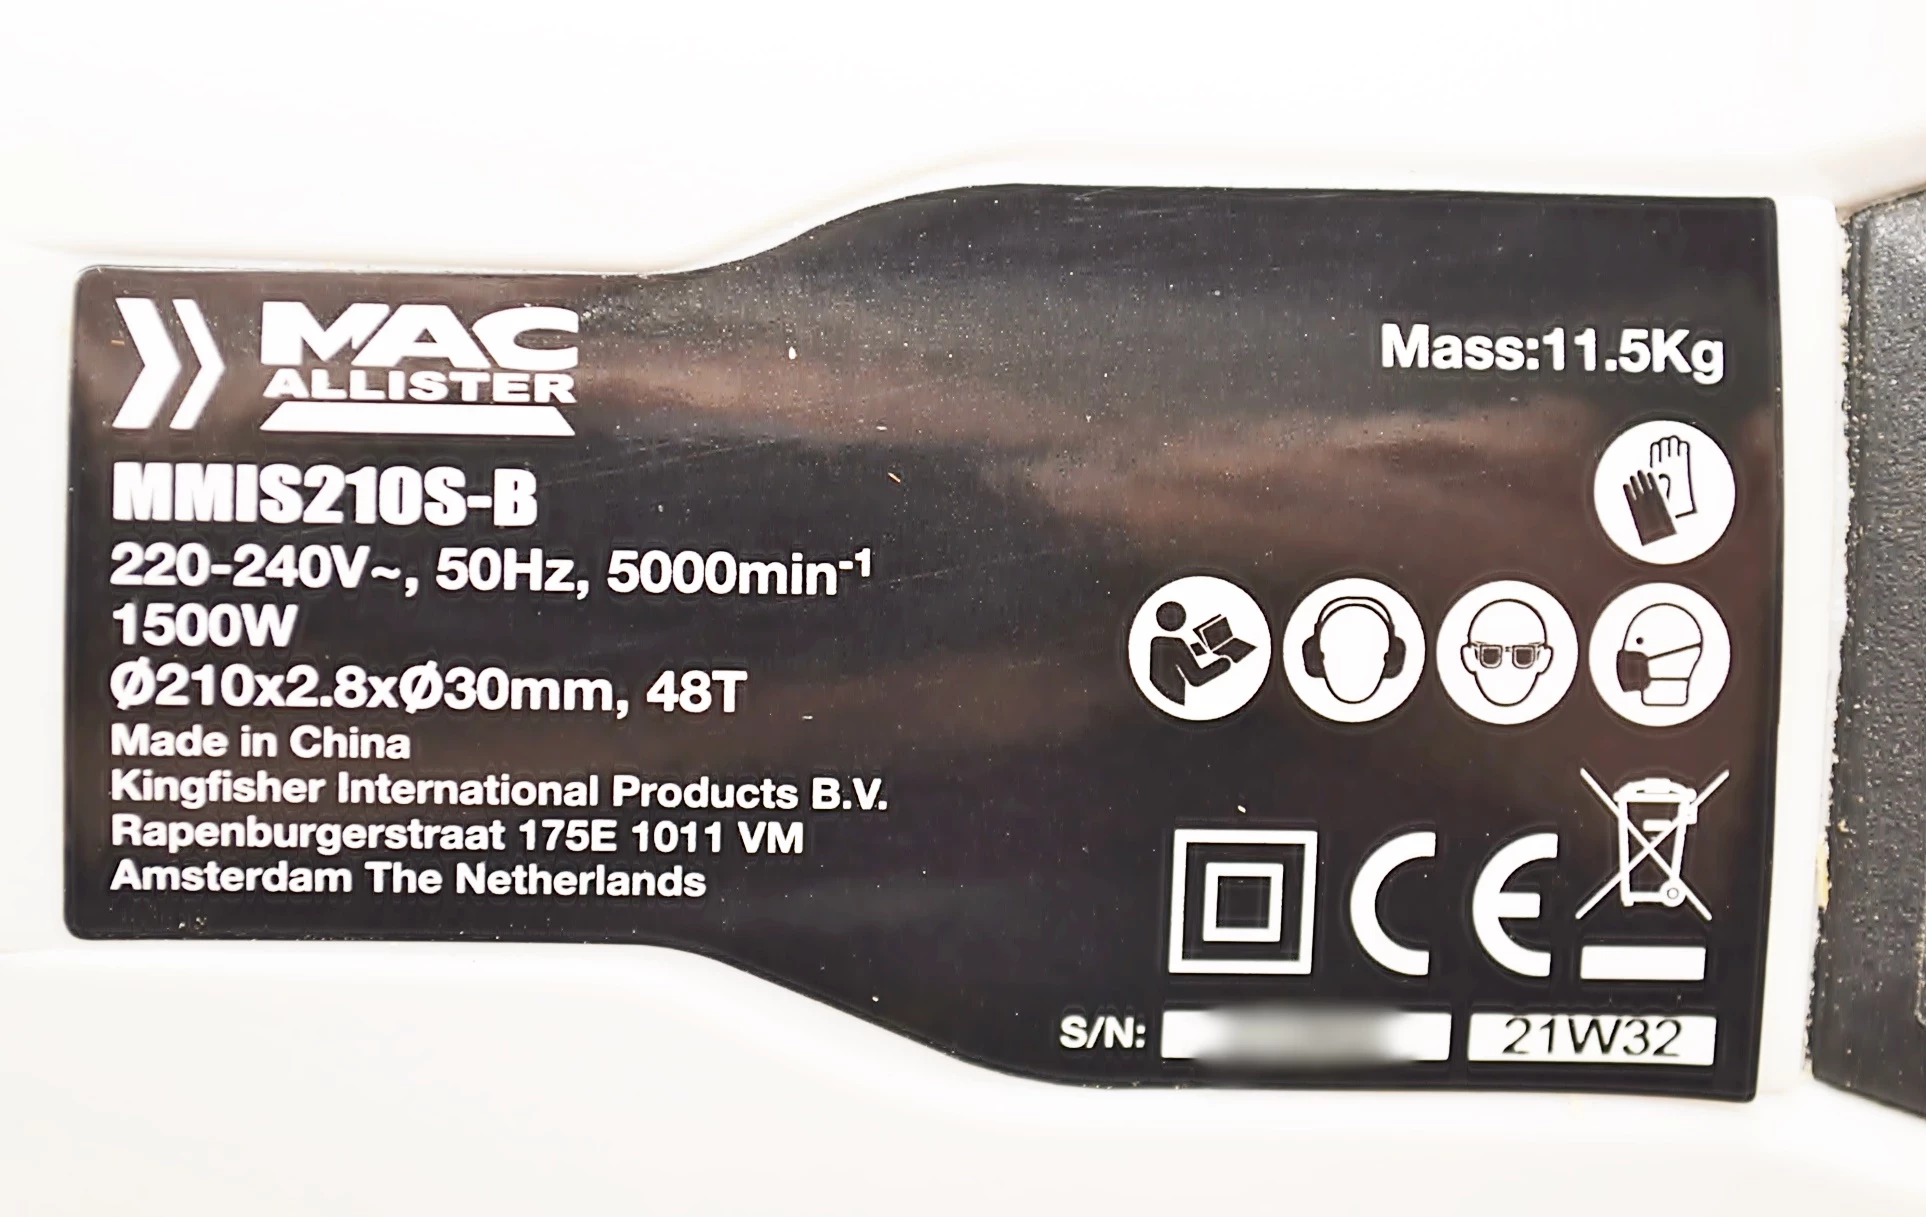 MAC
ALLISTER
MMIS210S-B
220-240V~, 50Hz, 5000min⁻¹
1500W
Ø210x2.8xØ30mm, 48T
Made in China
Kingfisher International Products B.V.
Rapenburgerstraat 175E 1011 VM
Amsterdam The Netherlands
Mass:11.5Kg
CE
S/N:
21W32